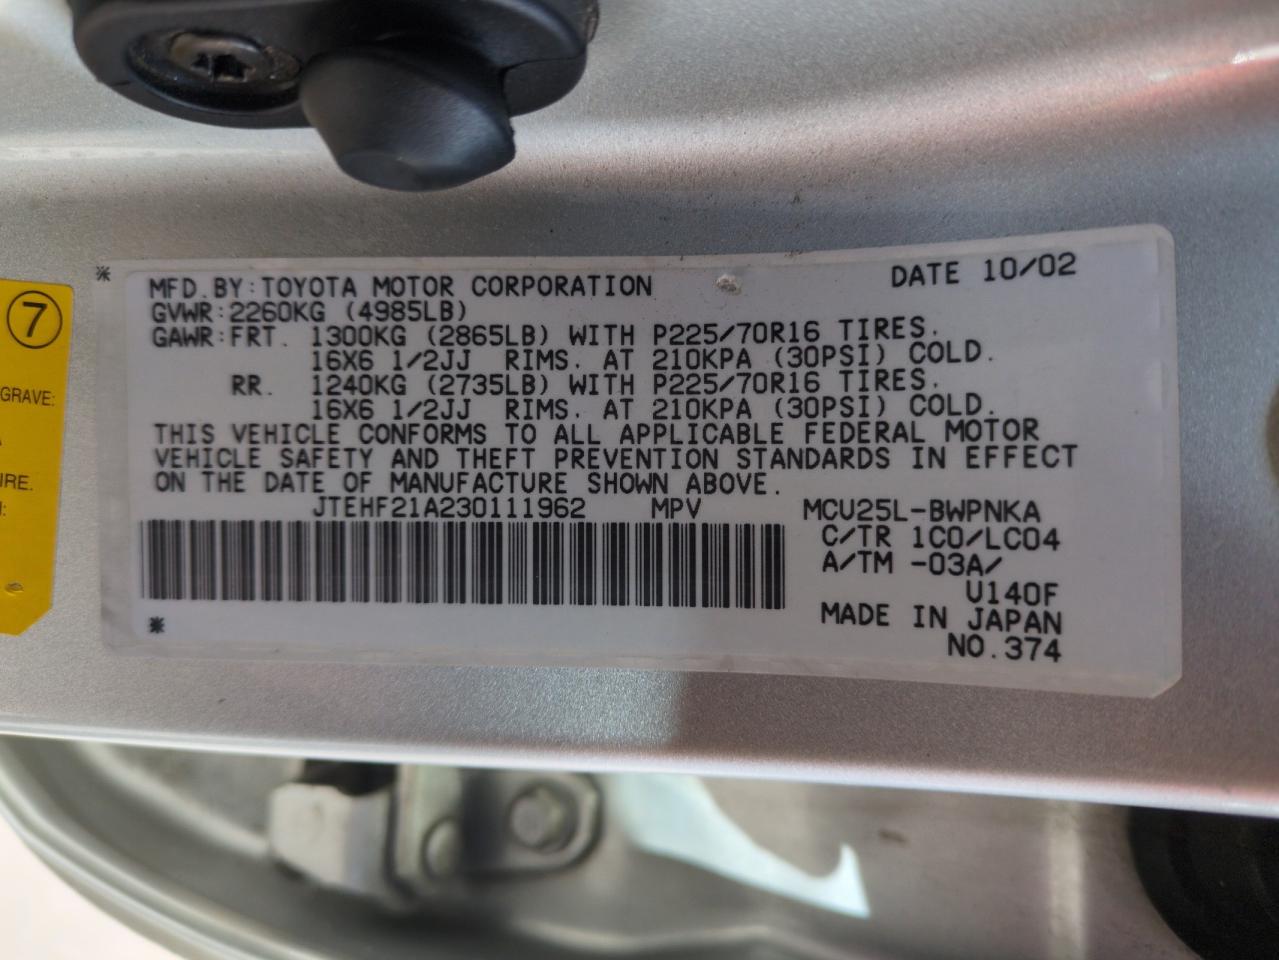 MFD. BY: TOYOTA MOTOR CORPORATION DATE 10/02
GVWR: 2260KG (4985LB)
GAWR: FRT. 1300KG (2865LB) WITH P225/70R16 TIRES.
16X6 1/2JJ RIMS. AT 210KPA (30PSI) COLD.
RR. 1240KG (2735LB) WITH P225/70R16 TIRES.
16X6 1/2JJ RIMS. AT 210KPA (30PSI) COLD.
THIS VEHICLE CONFORMS TO ALL APPLICABLE FEDERAL MOTOR
VEHICLE SAFETY AND THEFT PREVENTION STANDARDS IN EFFECT
ON THE DATE OF MANUFACTURE SHOWN ABOVE.
JTEHF21A230111962 MPV MCU25L-BWPNKA
C/TR 1C0/LC04
A/TM -03A/
U140F
MADE IN JAPAN
NO. 374
7
GRAVE: